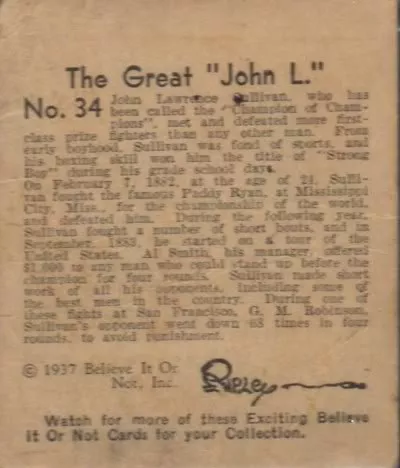 The Great "John L."
No. 34
John Lawrence Sullivan, who has
been called the "Champion of Cham-
pions", met and defeated more first-
class prize fighters than any other man. From
early boyhood, Sullivan was fond of sports, and
his boxing skill won him the title of "Strong
Boy" during his grade school days.
On February 7, 1882, at the age of 24, Sulli-
van fought the famous Paddy Ryan, at Mississippi
City, Miss., for the championship of the world,
and defeated him. During the following year,
Sullivan fought a number of short bouts, and in
September, 1883, he started on a tour of the
United States. Al Smith, his manager, offered
$1,000 to any man who could stand up before the
champion for four rounds. Sullivan made short
work of all his opponents, including some of
the best men in the country. During one of
these fights at San Francisco, G. M. Robinson,
Sullivan's opponent went down 68 times in four
rounds, to avoid punishment.
© 1937 Believe It Or
Not, Inc.
Ripley
Watch for more of these Exciting Believe
It Or Not Cards for your Collection.